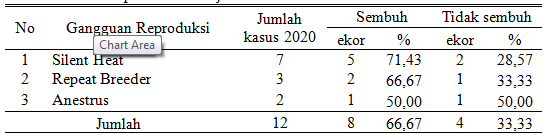 No Gangguan Reproduksi Jumlah kasus 2020 Sembuh Tidak sembuh
ekor % ekor %
Chart Area
1 Silent Heat 7 5 71,43 2 28,57
2 Repeat Breeder 3 2 66,67 1 33,33
3 Anestrus 2 1 50,00 1 50,00
Jumlah 12 8 66,67 4 33,33